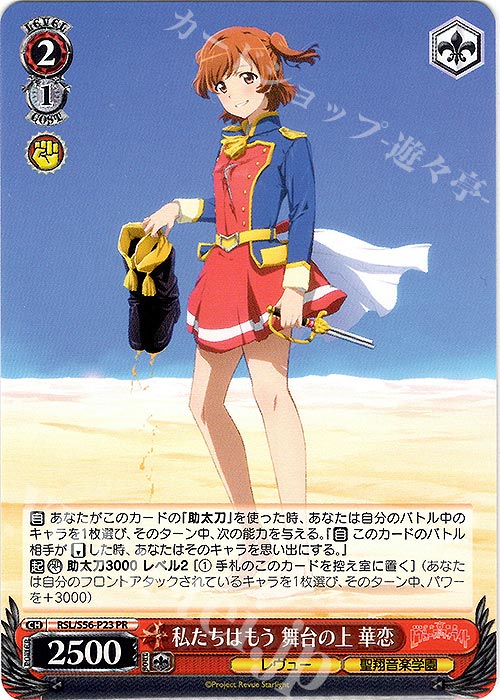 LEVEL
2
1
COST
カードショップ-遊々亭-
自 あなたがこのカードの「助太刀」を使った時、あなたは自分のバトル中の
キャラを1枚選び、そのターン中、次の能力を与える。『自 このカードのバトル
相手がした時、あなたはそのキャラを思い出にする。』
起 助太刀3000 レベル2 [① 手札のこのカードを控え室に置く] (あなた
は自分のフロントアタックされているキャラを1枚選び、そのターン中、パワー
を+3000)
CH RSL/S56-P23 PR
私たちはもう 舞台の上 華恋
POWER
2500
レヴュー
聖翔音楽学園
©Project Revue Starlight